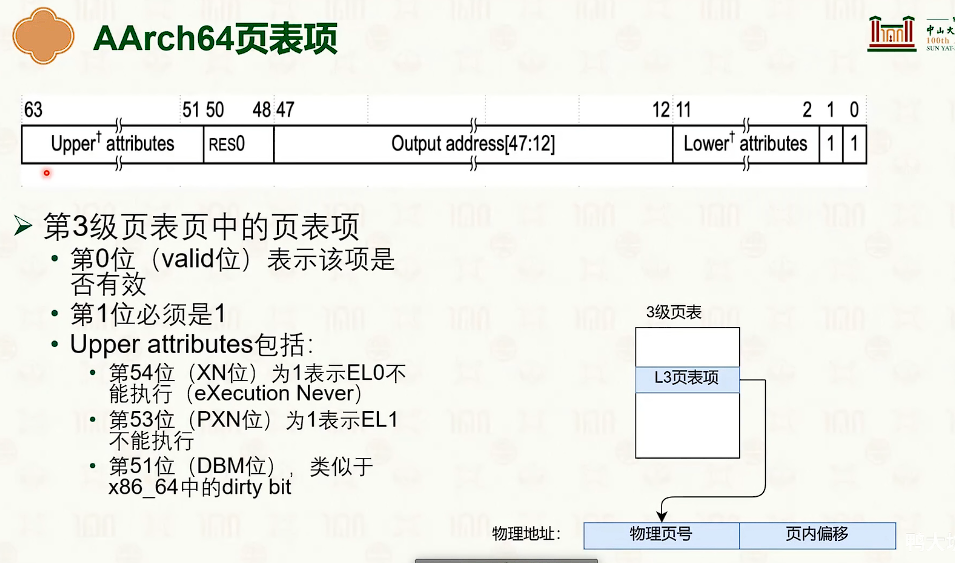 AArch64页表项
中山大
100th
SUN YAT-
63 51 50 48 47 12 11 2 1 0
Upper† attributes RES0 Output address[47:12] Lower† attributes 1 1
第3级页表页中的页表项
• 第0位（valid位）表示该项是
否有效
• 第1位必须是1
• Upper attributes包括：
• 第54位（XN位）为1表示EL0不
能执行（eXecution Never）
• 第53位（PXN位）为1表示EL1
不能执行
• 第51位（DBM位），类似于
x86_64中的dirty bit
3级页表
L3页表项
物理地址： 物理页号 页内偏移